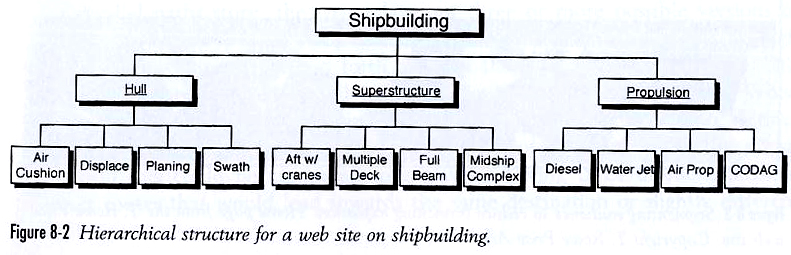 Shipbuilding
Hull
Superstructure
Propulsion
Air
Cushion
Displace
Planing
Swath
Aft w/
cranes
Multiple
Deck
Full
Beam
Midship
Complex
Diesel
Water Jet
Air Prop
CODAG
Figure 8-2 Hierarchical structure for a web site on shipbuilding.